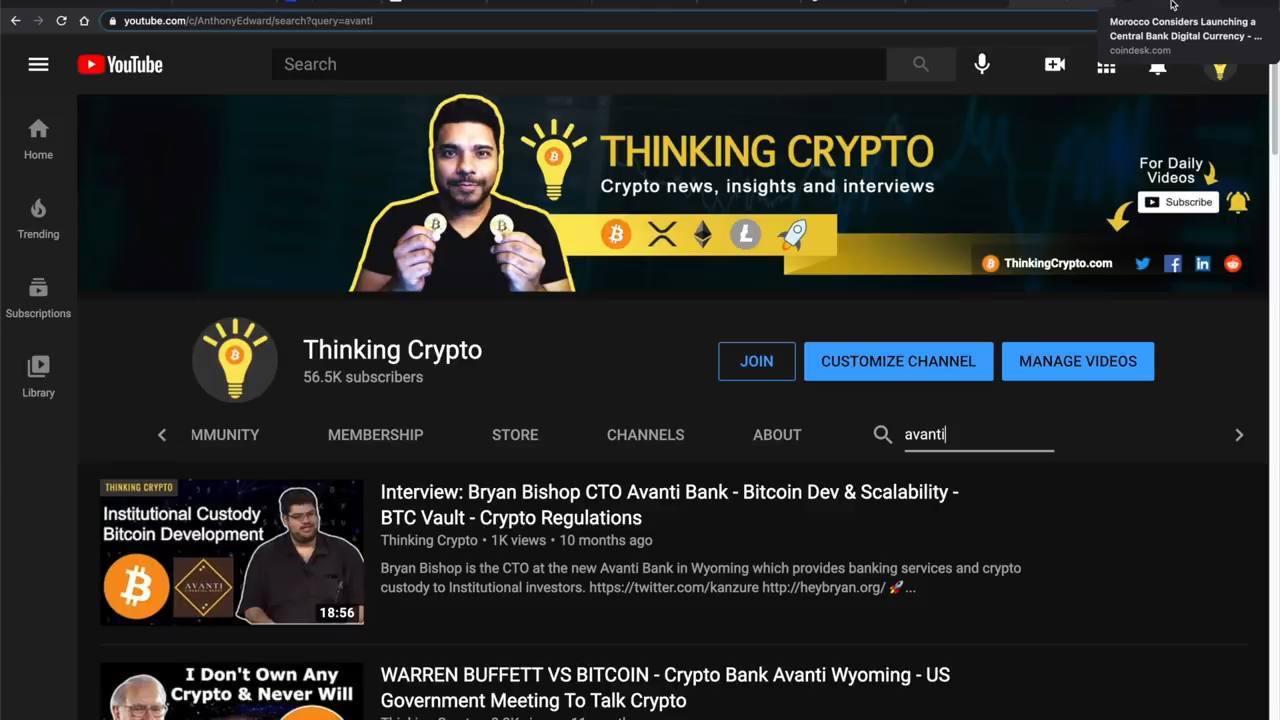 youtube.com/c/AnthonyEdward/search?query=avanti
Morocco Considers Launching a
Central Bank Digital Currency - ...
coindesk.com
YouTube
Search
Home
Trending
Subscriptions
Library
THINKING CRYPTO
Crypto news, insights and interviews
For Daily
Videos
Subscribe
ThinkingCrypto.com
Thinking Crypto
56.5K subscribers
JOIN
CUSTOMIZE CHANNEL
MANAGE VIDEOS
MMUNITY
MEMBERSHIP
STORE
CHANNELS
ABOUT
avanti
THINKING CRYPTO
Institutional Custody
Bitcoin Development
AVANTI
18:56
Interview: Bryan Bishop CTO Avanti Bank - Bitcoin Dev & Scalability -
BTC Vault - Crypto Regulations
Thinking Crypto • 1K views • 10 months ago
Bryan Bishop is the CTO at the new Avanti Bank in Wyoming which provides banking services and crypto
custody to Institutional investors. https://twitter.com/kanzure http://heybryan.org/ 🚀...
I Don't Own Any
Crypto & Never Will
WARREN BUFFETT VS BITCOIN - Crypto Bank Avanti Wyoming - US
Government Meeting To Talk Crypto